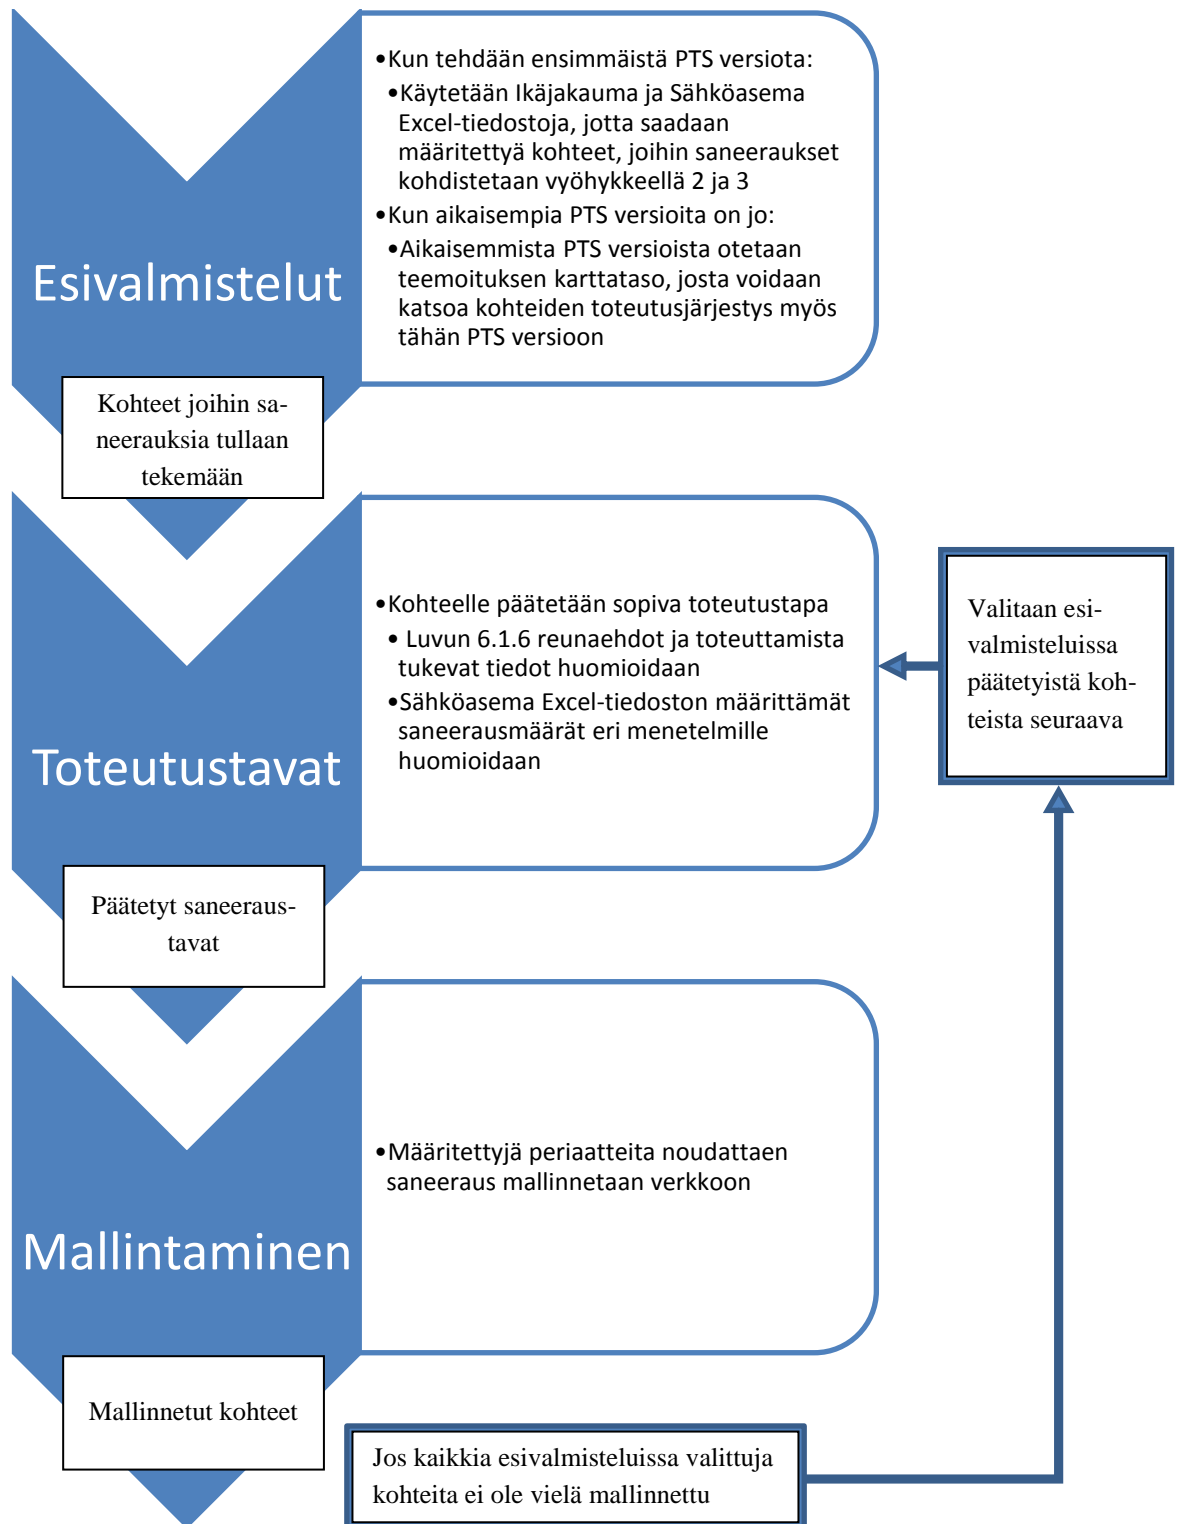 •Kun tehdään ensimmäistä PTS versiota:
•Käytetään Ikäjakauma ja Sähköasema
Excel-tiedostoja, jotta saadaan
määritettyä kohteet, joihin saneeraukset
kohdistetaan vyöhykkeellä 2 ja 3
•Kun aikaisempia PTS versioita on jo:
•Aikaisemmista PTS versioista otetaan
teemoituksen karttataso, josta voidaan
katsoa kohteiden toteutusjärjestys myös
tähän PTS versioon
Esivalmistelut
Kohteet joihin sa-
neerauksia tullaan
tekemään
•Kohteelle päätetään sopiva toteutustapa
• Luvun 6.1.6 reunaehdot ja toteuttamista
tukevat tiedot huomioidaan
•Sähköasema Excel-tiedoston määrittämät
saneerausmäärät eri menetelmille
huomioidaan
Toteutustavat
Valitaan esi-
valmisteluissa
päätetyistä koh-
teista seuraava
Päätetyt saneeraus-
tavat
•Määritettyjä periaatteita noudattaen
saneeraus mallinnetaan verkkoon
Mallintaminen
Mallinnetut kohteet
Jos kaikkia esivalmisteluissa valittuja
kohteita ei ole vielä mallinnettu